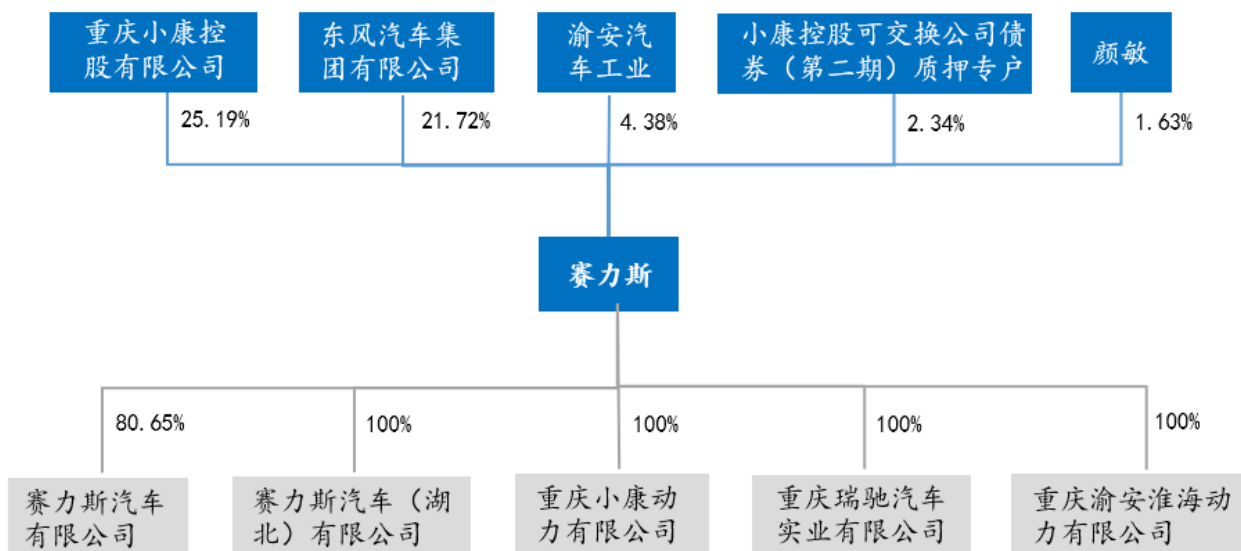 重庆小康控
股有限公司
东风汽车集
团有限公司
渝安汽
车工业
小康控股可交换公司债
券（第二期）质押专户
颜敏
25.19%
21.72%
4.38%
2.34%
1.63%
赛力斯
80.65%
100%
100%
100%
100%
赛力斯汽车
有限公司
赛力斯汽车（湖
北）有限公司
重庆小康动
力有限公司
重庆瑞驰汽车
实业有限公司
重庆渝安淮海动
力有限公司